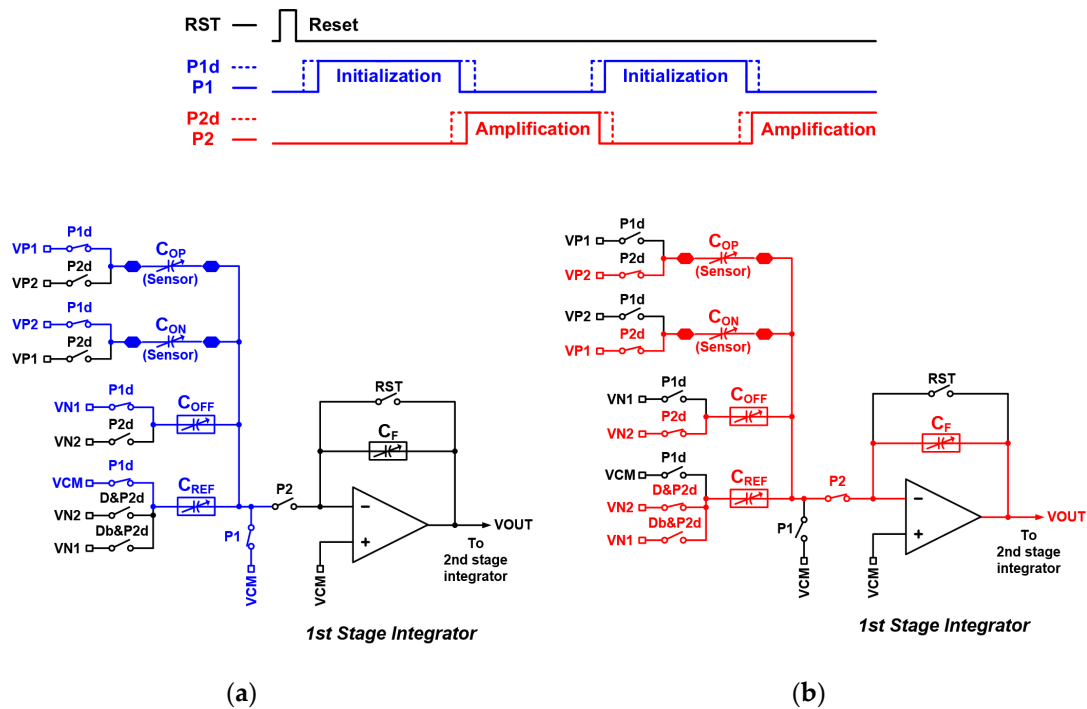 RST
Reset
P1d
P1
Initialization
Initialization
P2d
P2
Amplification
Amplification
P1d
VP1
P2d
VP2
COP
(Sensor)
P1d
VP2
P2d
VP1
CON
(Sensor)
P1d
VN1
P2d
VN2
COFF
P1d
VCM
D&P2d
VN2
Db&P2d
VN1
CREF
P1
VCM
P2
RST
CF
−
+
VCM
VOUT
To
2nd stage
integrator
1st Stage Integrator
(a)
P1d
VP1
P2d
VP2
COP
(Sensor)
P1d
VP2
P2d
VP1
CON
(Sensor)
P1d
VN1
P2d
VN2
COFF
P1d
VCM
D&P2d
VN2
Db&P2d
VN1
CREF
P1
VCM
P2
RST
CF
−
+
VCM
VOUT
To
2nd stage
integrator
1st Stage Integrator
(b)